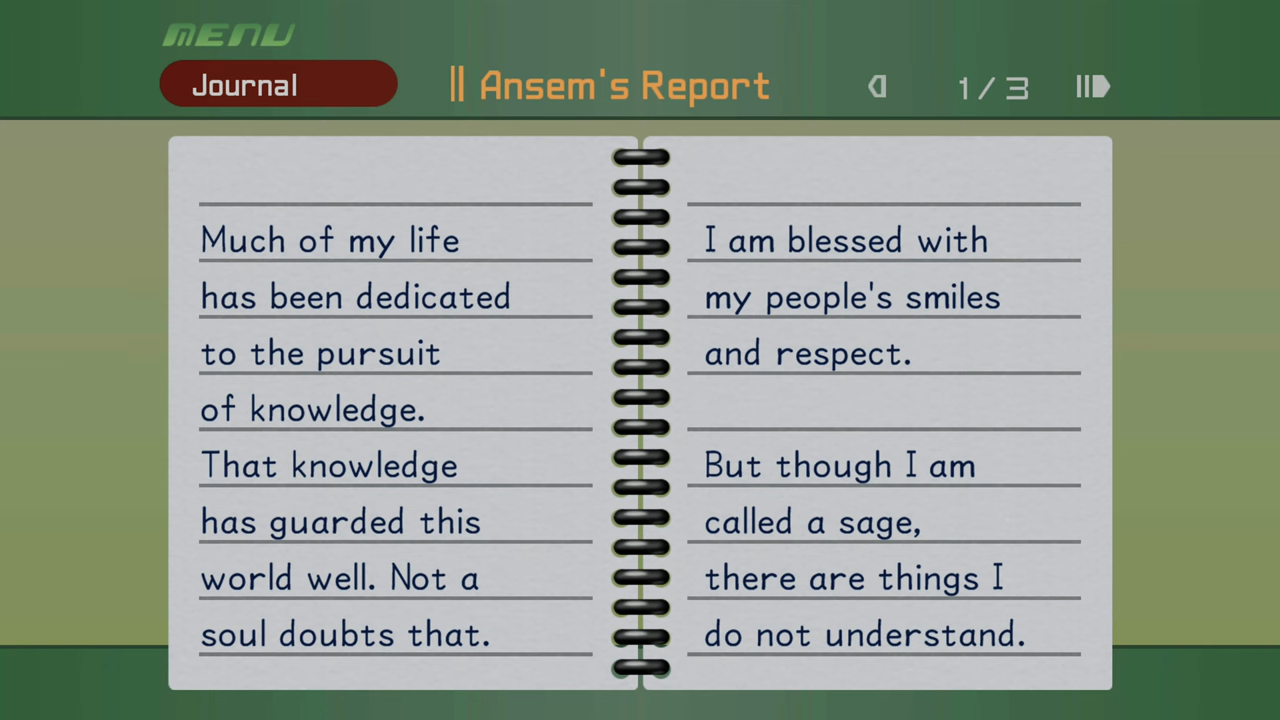 MENU
Journal
Ansem's Report
1/3
Much of my life
has been dedicated
to the pursuit
of knowledge.
That knowledge
has guarded this
world well. Not a
soul doubts that.
I am blessed with
my people's smiles
and respect.
But though I am
called a sage,
there are things I
do not understand.